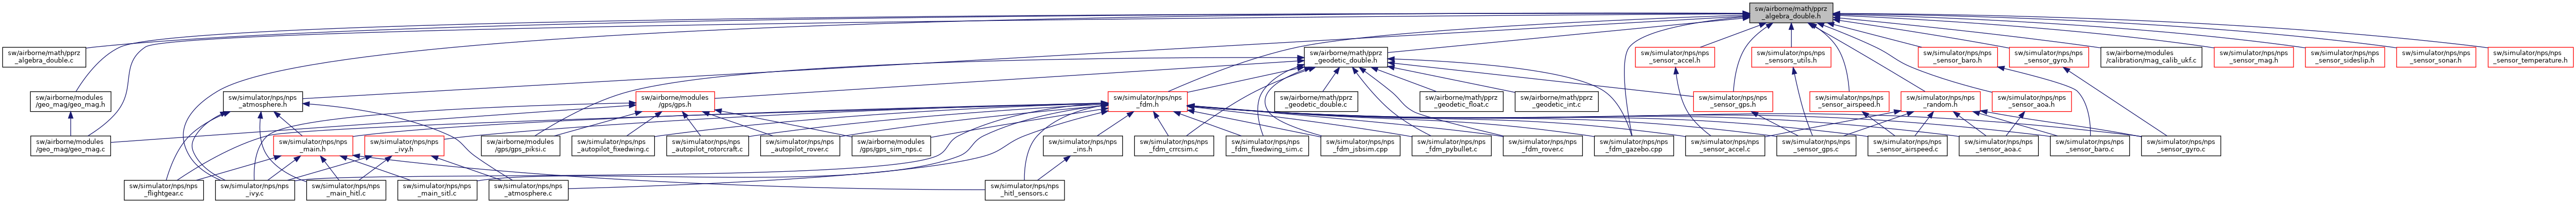 sw/airborne/math/pprz
_algebra_double.h
sw/airborne/math/pprz
_algebra_double.c
sw/airborne/math/pprz
_geodetic_double.h
sw/simulator/nps/nps
_sensor_accel.h
sw/simulator/nps/nps
_sensors_utils.h
sw/simulator/nps/nps
_sensor_baro.h
sw/simulator/nps/nps
_sensor_gyro.h
sw/airborne/modules
/calibration/mag_calib_ukf.c
sw/simulator/nps/nps
_sensor_mag.h
sw/simulator/nps/nps
_sensor_sideslip.h
sw/simulator/nps/nps
_sensor_sonar.h
sw/simulator/nps/nps
_sensor_temperature.h
sw/airborne/modules
/geo_mag/geo_mag.h
sw/simulator/nps/nps
_atmosphere.h
sw/airborne/modules
/gps/gps.h
sw/simulator/nps/nps
_fdm.h
sw/airborne/math/pprz
_geodetic_double.c
sw/airborne/math/pprz
_geodetic_float.c
sw/airborne/math/pprz
_geodetic_int.c
sw/simulator/nps/nps
_sensor_gps.h
sw/simulator/nps/nps
_sensor_airspeed.h
sw/simulator/nps/nps
_random.h
sw/simulator/nps/nps
_sensor_aoa.h
sw/airborne/modules
/geo_mag/geo_mag.c
sw/simulator/nps/nps
_main.h
sw/simulator/nps/nps
_ivy.h
sw/airborne/modules
/gps/gps_piksi.c
sw/simulator/nps/nps
_autopilot_fixedwing.c
sw/simulator/nps/nps
_autopilot_rotorcraft.c
sw/simulator/nps/nps
_autopilot_rover.c
sw/airborne/modules
/gps/gps_sim_nps.c
sw/simulator/nps/nps
_ins.h
sw/simulator/nps/nps
_fdm_crrcsim.c
sw/simulator/nps/nps
_fdm_fixedwing_sim.c
sw/simulator/nps/nps
_fdm_jsbsim.cpp
sw/simulator/nps/nps
_fdm_pybullet.c
sw/simulator/nps/nps
_fdm_rover.c
sw/simulator/nps/nps
_fdm_gazebo.cpp
sw/simulator/nps/nps
_sensor_accel.c
sw/simulator/nps/nps
_sensor_gps.c
sw/simulator/nps/nps
_sensor_airspeed.c
sw/simulator/nps/nps
_sensor_aoa.c
sw/simulator/nps/nps
_sensor_baro.c
sw/simulator/nps/nps
_sensor_gyro.c
sw/simulator/nps/nps
_flightgear.c
sw/simulator/nps/nps
_ivy.c
sw/simulator/nps/nps
_main_hitl.c
sw/simulator/nps/nps
_main_sitl.c
sw/simulator/nps/nps
_atmosphere.c
sw/simulator/nps/nps
_hitl_sensors.c